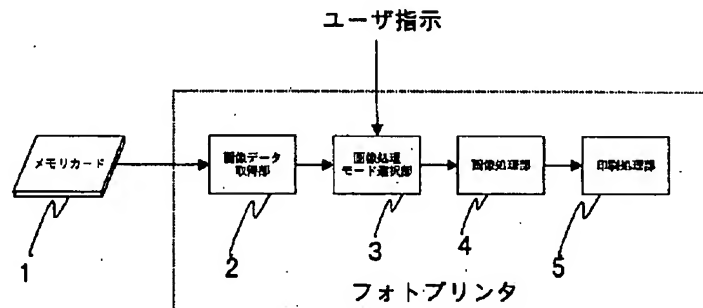 ユーザ指示
メモリカード
画像データ
取得部
画像処理
モード選択部
画像処理部
印刷処理部
1
2
3
4
5
フォトプリンタ